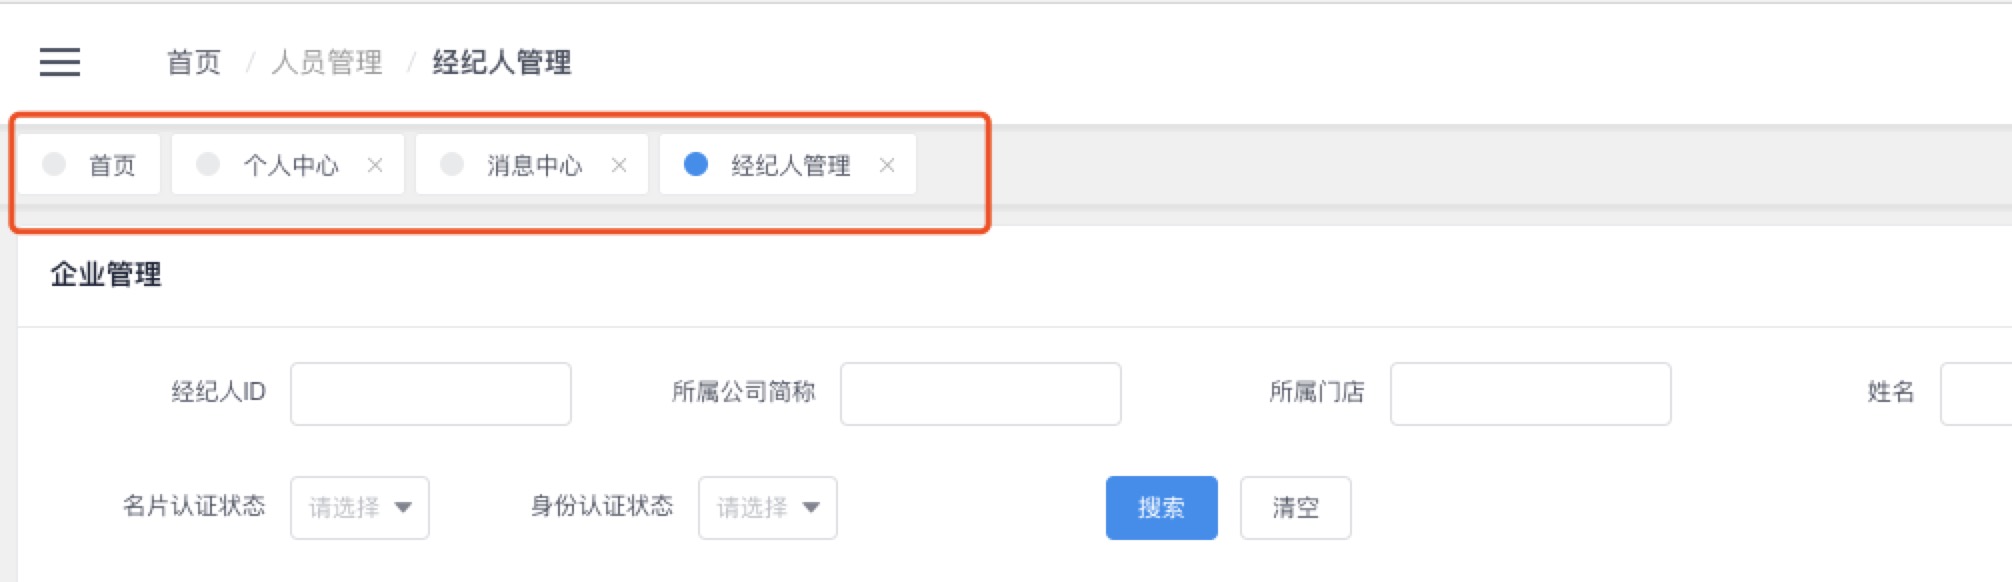 首页 / 人员管理 / 经纪人管理
首页 个人中心 × 消息中心 × 经纪人管理 ×
企业管理
经纪人ID 所属公司简称 所属门店 姓名
名片认证状态 请选择 身份认证状态 请选择 搜索 清空